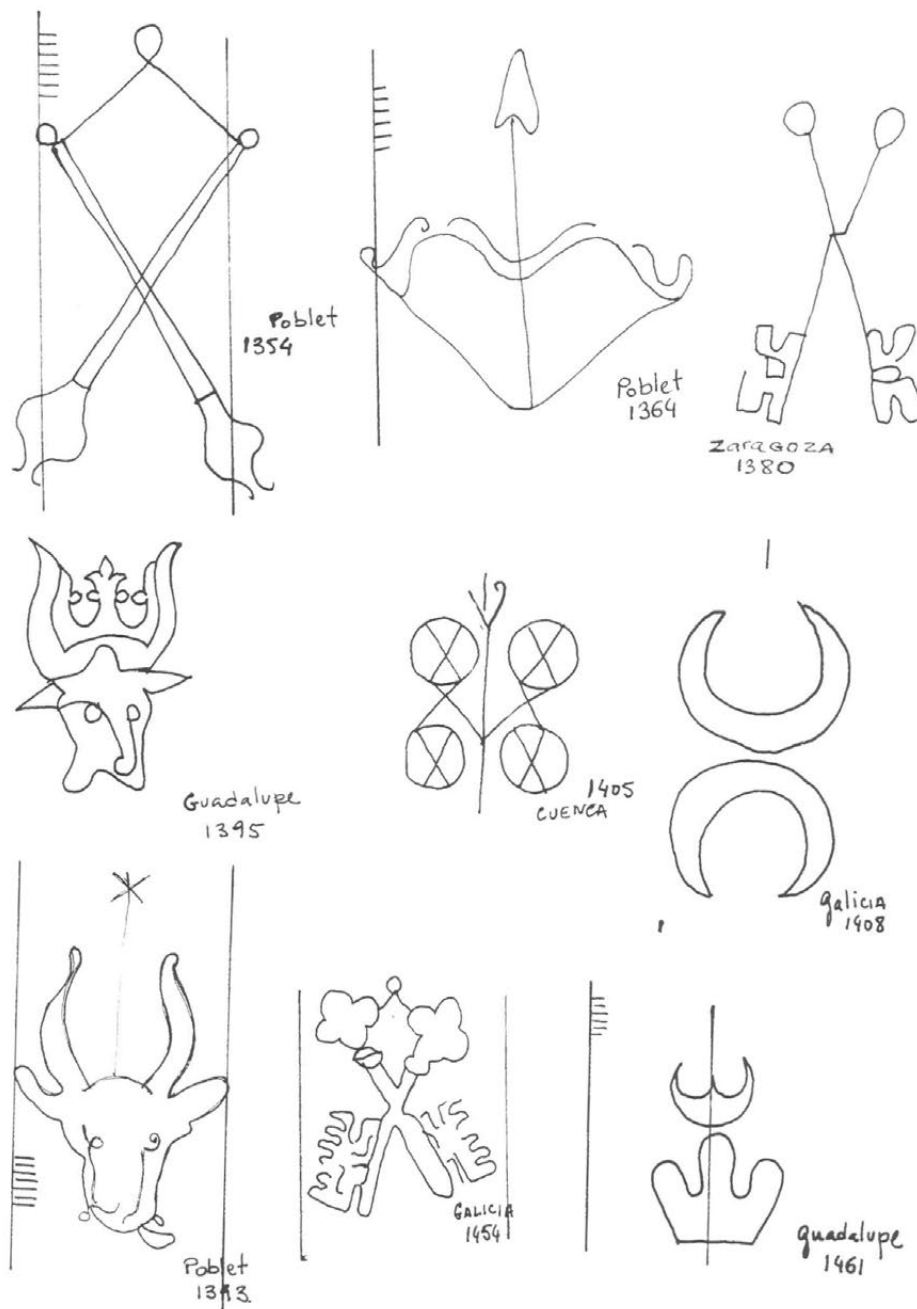 Poblet
1354
Poblet
1364
ZaraGOZA
1380
Guadalupe
1395
1405
CUENCA
galicia
1408
Poblet
GALICIA
1454
guadalupe
1461